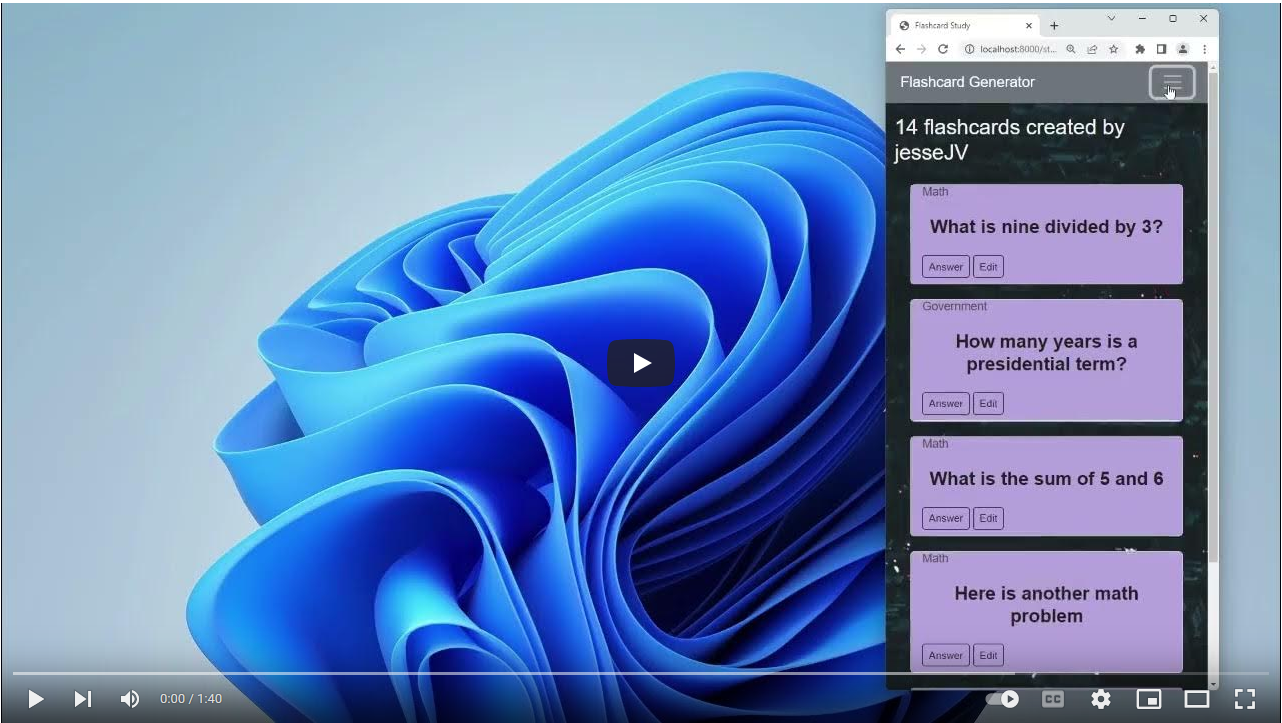 Flashcard Study
localhost:8000/st...
Flashcard Generator
14 flashcards created by
jesseJV
Math
What is nine divided by 3?
Answer Edit
Government
How many years is a
presidential term?
Answer Edit
Math
What is the sum of 5 and 6
Answer Edit
Math
Here is another math
problem
Answer Edit
0:00 / 1:40
CC